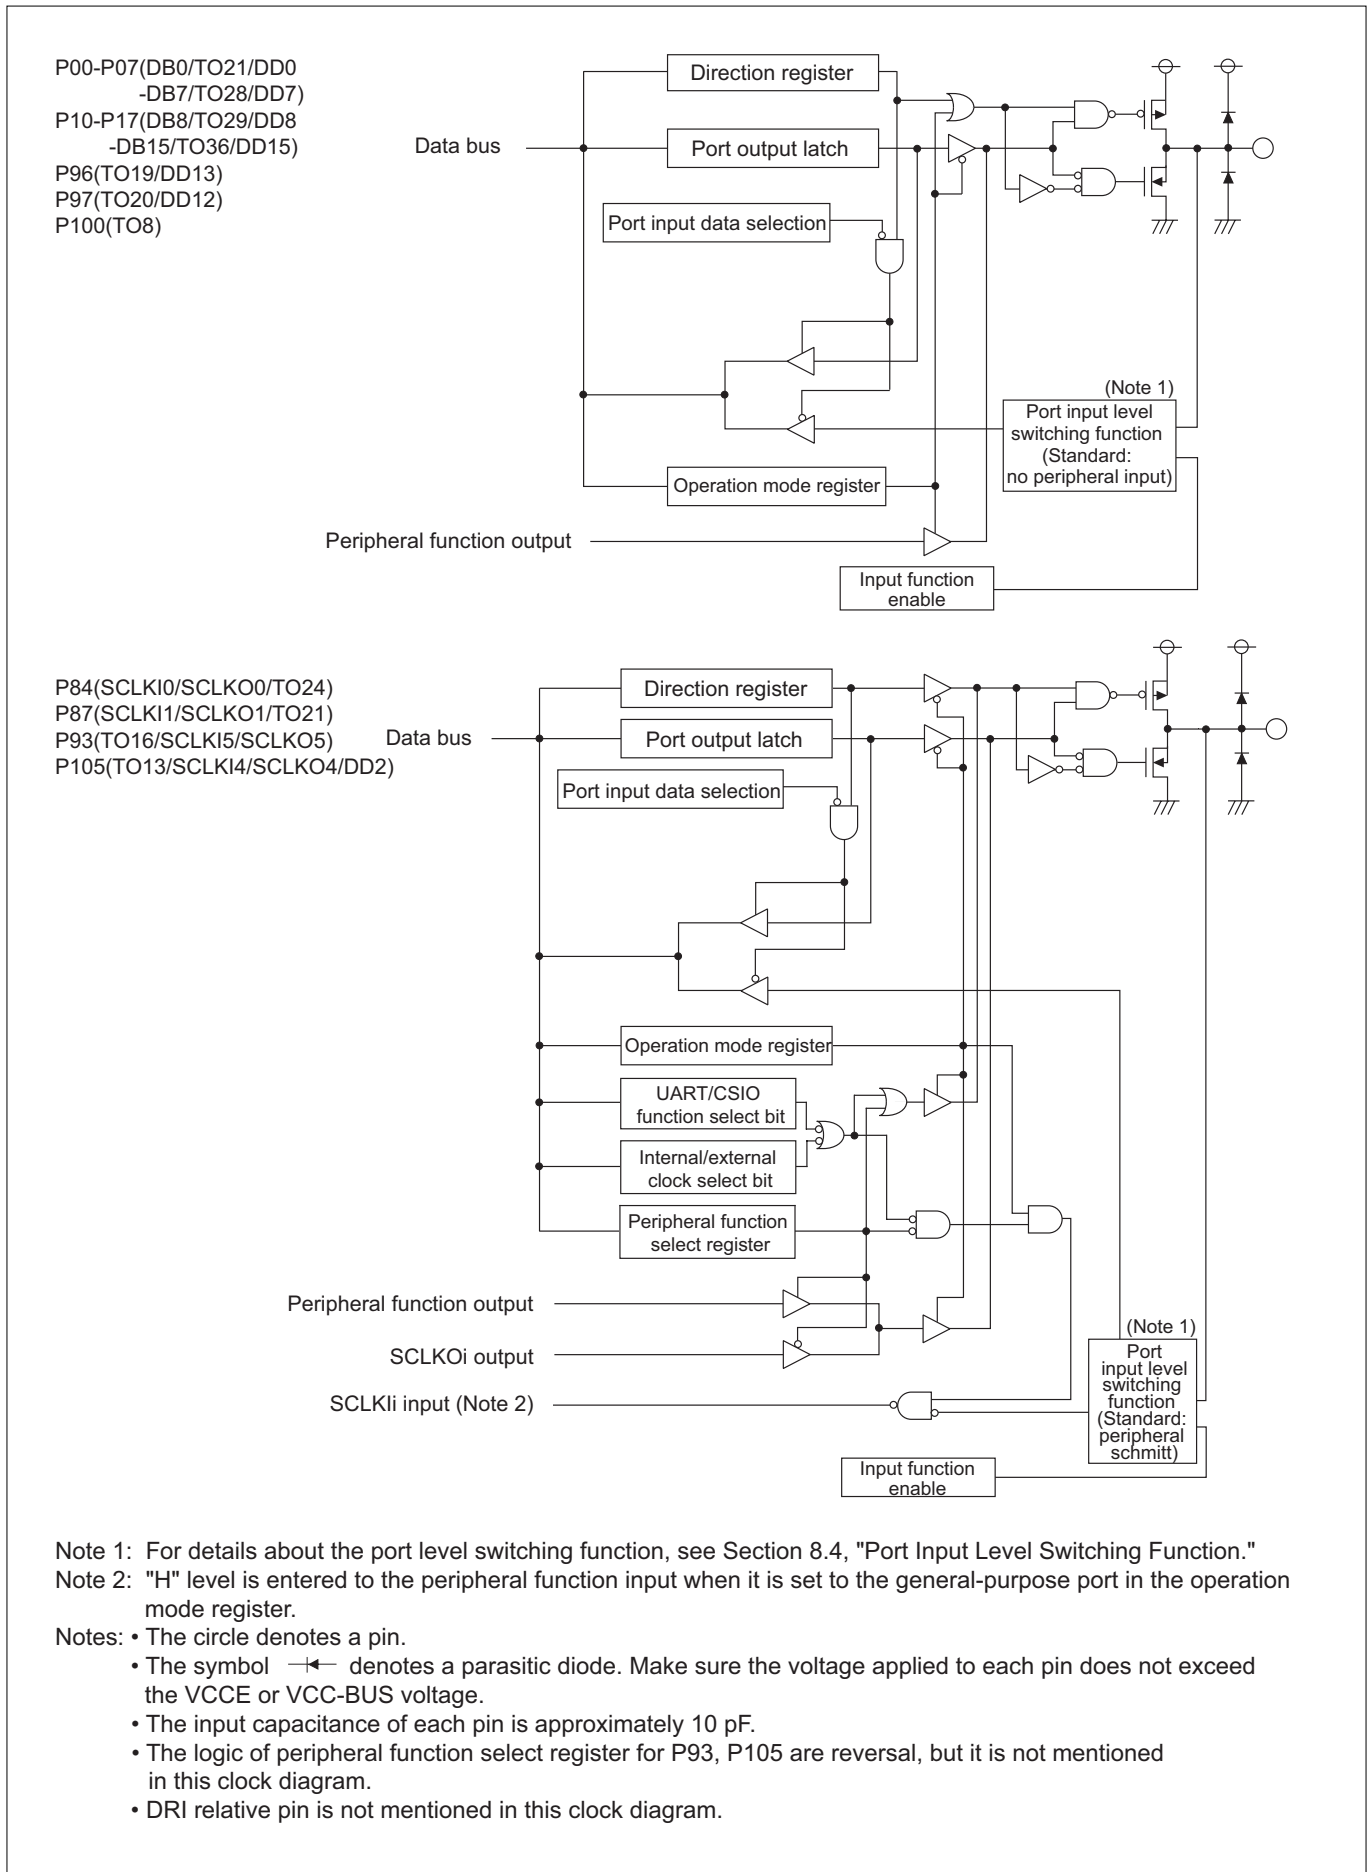 P00-P07(DB0/TO21/DD0
-DB7/TO28/DD7)
P10-P17(DB8/TO29/DD8
-DB15/TO36/DD15)
P96(TO19/DD13)
P97(TO20/DD12)
P100(TO8)
Data bus
Direction register
Port output latch
Port input data selection
(Note 1)
Port input level
switching function
(Standard:
no peripheral input)
Operation mode register
Peripheral function output
Input function
enable
P84(SCLKI0/SCLKO0/TO24)
P87(SCLKI1/SCLKO1/TO21)
P93(TO16/SCLKI5/SCLKO5)
P105(TO13/SCLKI4/SCLKO4/DD2)
Data bus
Direction register
Port output latch
Port input data selection
Operation mode register
UART/CSIO
function select bit
Internal/external
clock select bit
Peripheral function
select register
Peripheral function output
SCLKOi output
SCLKIi input (Note 2)
(Note 1)
Port
input level
switching
function
(Standard:
peripheral
schmitt)
Input function
enable
Note 1: For details about the port level switching function, see Section 8.4, "Port Input Level Switching Function."
Note 2: "H" level is entered to the peripheral function input when it is set to the general-purpose port in the operation
mode register.
Notes: • The circle denotes a pin.
• The symbol denotes a parasitic diode. Make sure the voltage applied to each pin does not exceed
the VCCE or VCC-BUS voltage.
• The input capacitance of each pin is approximately 10 pF.
• The logic of peripheral function select register for P93, P105 are reversal, but it is not mentioned
in this clock diagram.
• DRI relative pin is not mentioned in this clock diagram.